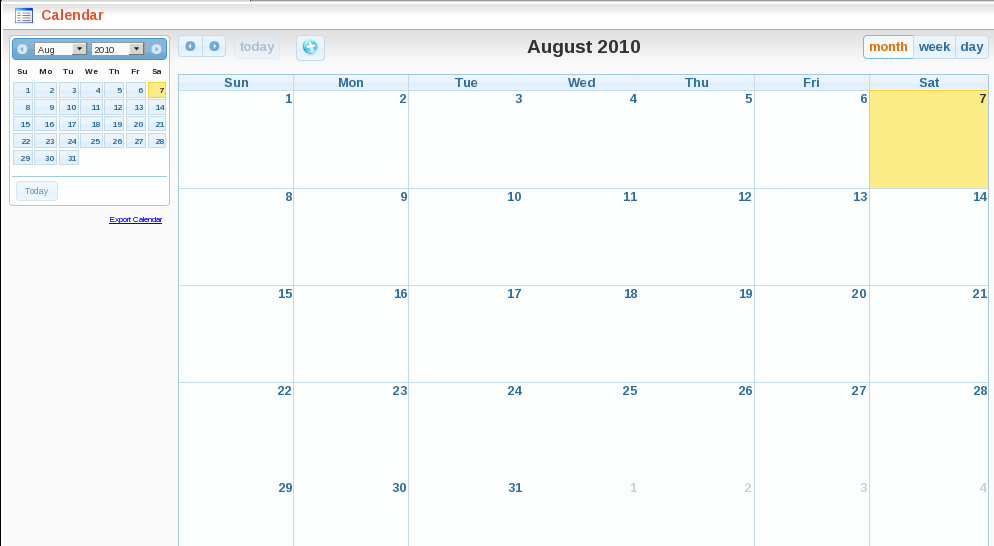 Calendar
Aug 2010
Su Mo Tu We Th Fr Sa
1 2 3 4 5 6 7
8 9 10 11 12 13 14
15 16 17 18 19 20 21
22 23 24 25 26 27 28
29 30 31
Today
Export Calendar
today
August 2010
month week day
Sun Mon Tue Wed Thu Fri Sat
1 2 3 4 5 6 7
8 9 10 11 12 13 14
15 16 17 18 19 20 21
22 23 24 25 26 27 28
29 30 31 1 2 3 4